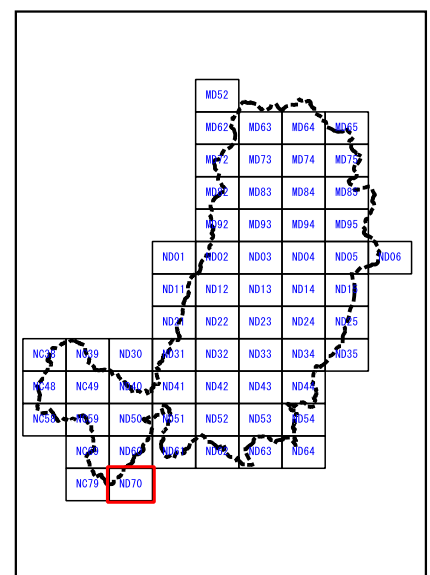 MD52
MD62 MD63 MD64 MD65
MD72 MD73 MD74 MD75
MD82 MD83 MD84 MD85
MD92 MD93 MD94 MD95
ND01 ND02 ND03 ND04 ND05 ND06
ND11 ND12 ND13 ND14 ND15
ND21 ND22 ND23 ND24 ND25
NC38 NC39 ND30 ND31 ND32 ND33 ND34 ND35
NC48 NC49 ND40 ND41 ND42 ND43 ND44
NC58 NC59 ND50 ND51 ND52 ND53 ND54
NC69 ND60 ND61 ND62 ND63 ND64
NC79 ND70